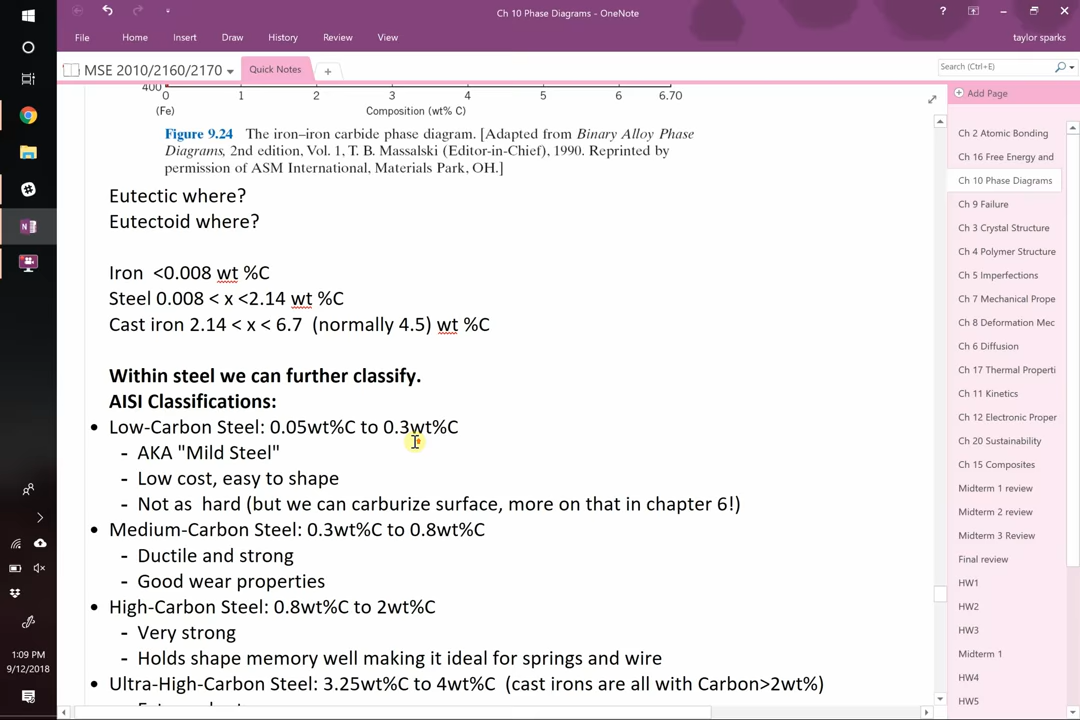 Ch 10 Phase Diagrams - OneNote
?
File
Home
Insert
Draw
History
Review
View
taylor sparks
MSE 2010/2160/2170
Quick Notes
+
Search (Ctrl+E)
400
0 1 2 3 4 5 6 6.70
(Fe)
Composition (wt% C)
Figure 9.24 The iron–iron carbide phase diagram. [Adapted from Binary Alloy Phase
Diagrams, 2nd edition, Vol. 1, T. B. Massalski (Editor-in-Chief), 1990. Reprinted by
permission of ASM International, Materials Park, OH.]
Eutectic where?
Eutectoid where?
Iron <0.008 wt %C
Steel 0.008 < x <2.14 wt %C
Cast iron 2.14 < x < 6.7 (normally 4.5) wt %C
Within steel we can further classify.
AISI Classifications:
• Low-Carbon Steel: 0.05wt%C to 0.3wt%C
- AKA "Mild Steel"
- Low cost, easy to shape
- Not as hard (but we can carburize surface, more on that in chapter 6!)
• Medium-Carbon Steel: 0.3wt%C to 0.8wt%C
- Ductile and strong
- Good wear properties
• High-Carbon Steel: 0.8wt%C to 2wt%C
- Very strong
- Holds shape memory well making it ideal for springs and wire
• Ultra-High-Carbon Steel: 3.25wt%C to 4wt%C (cast irons are all with Carbon>2wt%)
Add Page
Ch 2 Atomic Bonding
Ch 16 Free Energy and
Ch 10 Phase Diagrams
Ch 9 Failure
Ch 3 Crystal Structure
Ch 4 Polymer Structure
Ch 5 Imperfections
Ch 7 Mechanical Prope
Ch 8 Deformation Mec
Ch 6 Diffusion
Ch 17 Thermal Properti
Ch 11 Kinetics
Ch 12 Electronic Proper
Ch 20 Sustainability
Ch 15 Composites
Midterm 1 review
Midterm 2 review
Midterm 3 Review
Final review
HW1
HW2
HW3
Midterm 1
HW4
HW5
1:09 PM
9/12/2018